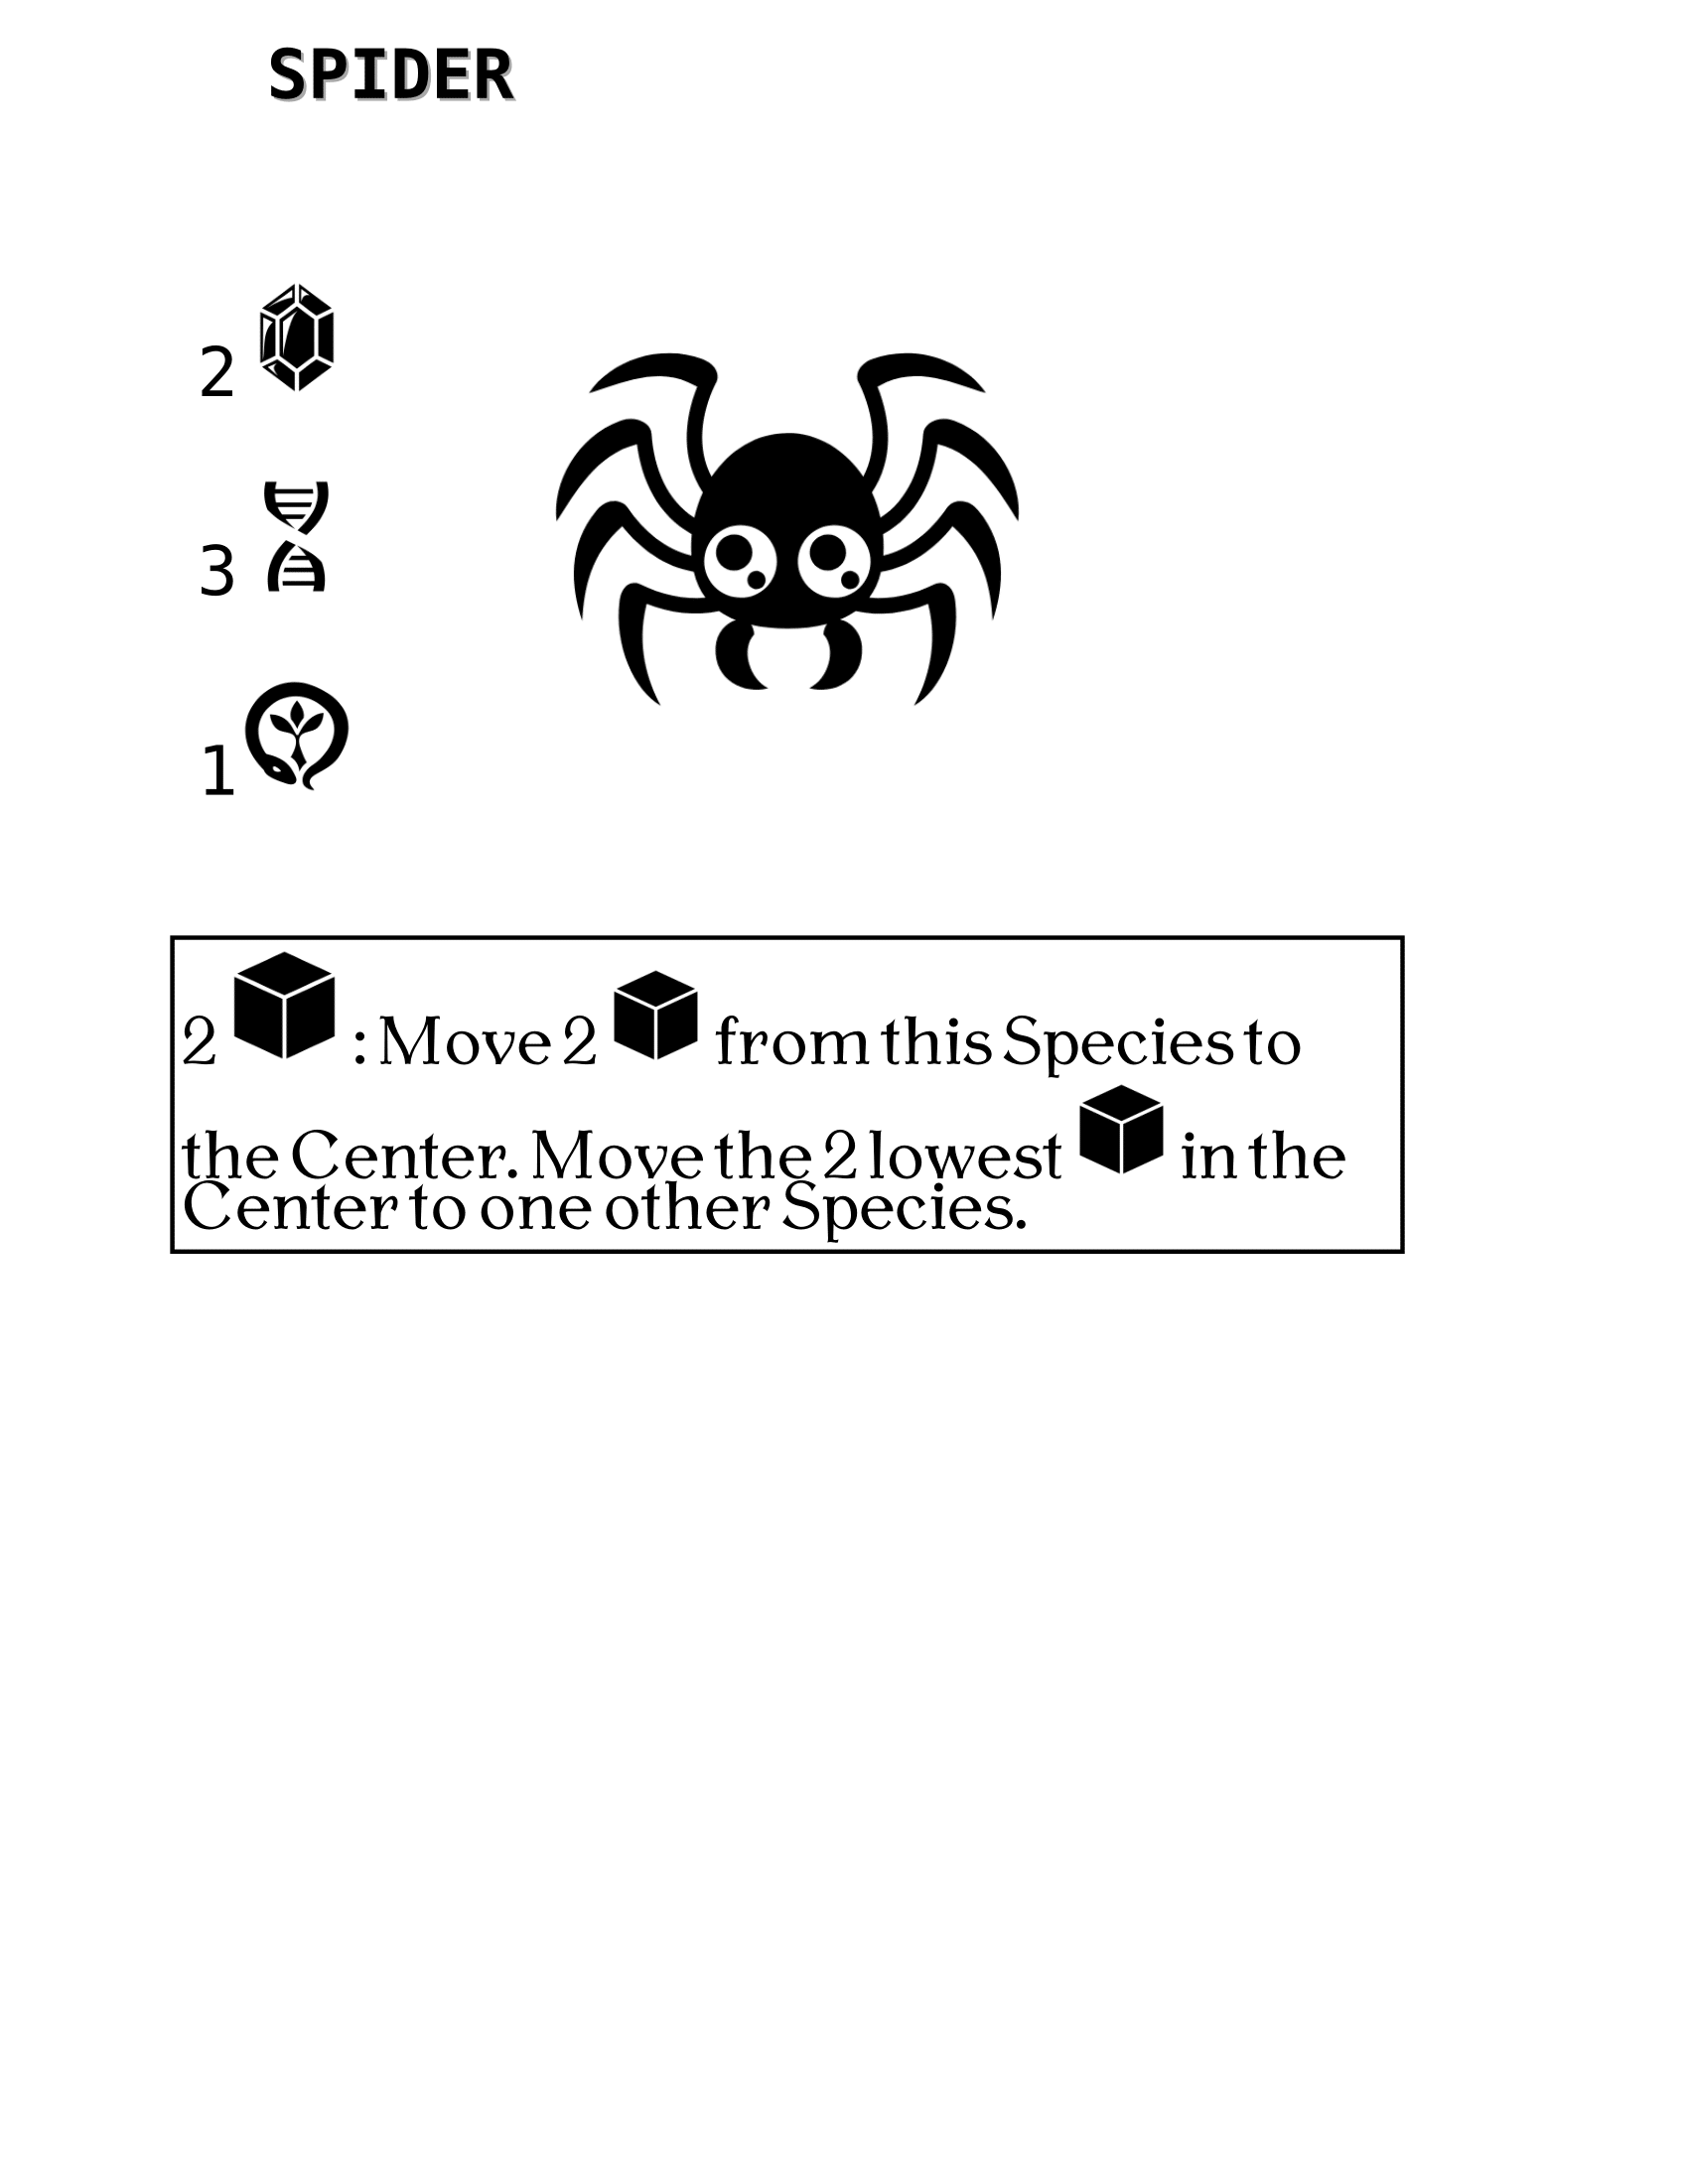 SPIDER
2
3
1
2 : Move 2 from this Species to
the Center. Move the 2 lowest in the
Center to one other Species.